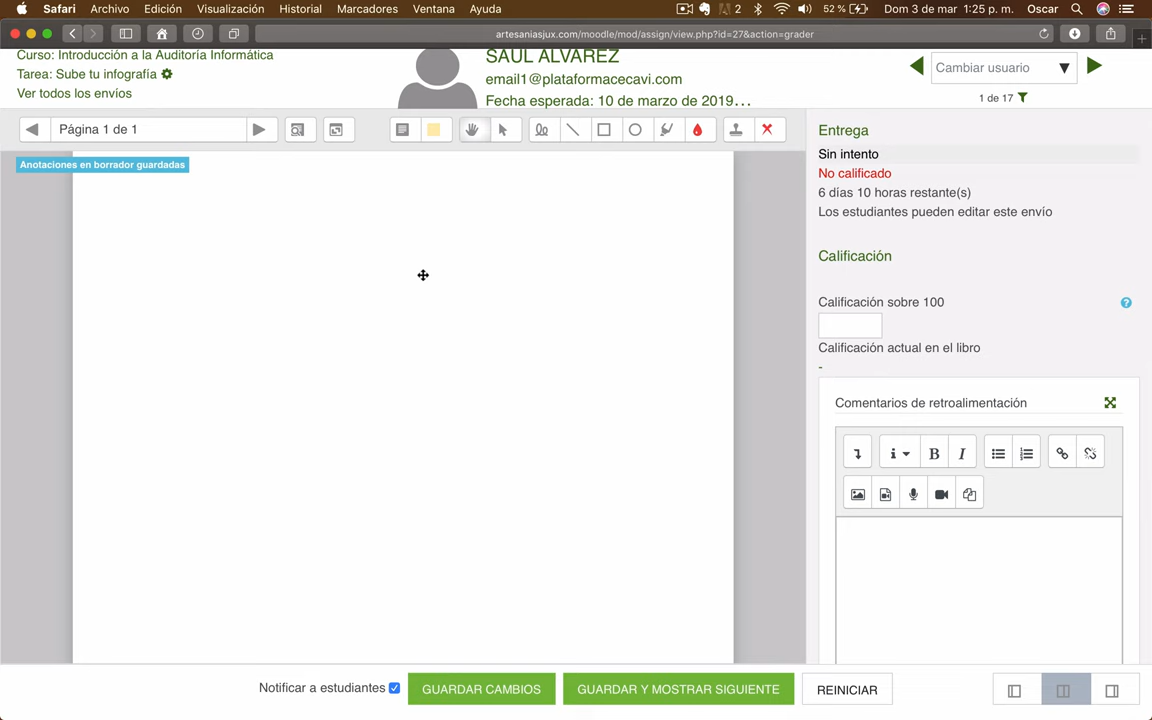 Safari Archivo Edición Visualización Historial Marcadores Ventana Ayuda 2 52 % Dom 3 de mar 1:25 p. m. Oscar
artesaniasjux.com/moodle/mod/assign/view.php?id=27&action=grader
Curso: Introducción a la Auditoría Informática
Tarea: Sube tu infografía
Ver todos los envíos
SAUL ALVAREZ
email1@plataformacecavi.com
Fecha esperada: 10 de marzo de 2019...
Cambiar usuario
1 de 17
Página 1 de 1
Anotaciones en borrador guardadas
Entrega
Sin intento
No calificado
6 días 10 horas restante(s)
Los estudiantes pueden editar este envío
Calificación
Calificación sobre 100
Calificación actual en el libro
-
Comentarios de retroalimentación
B I
Notificar a estudiantes GUARDAR CAMBIOS GUARDAR Y MOSTRAR SIGUIENTE REINICIAR